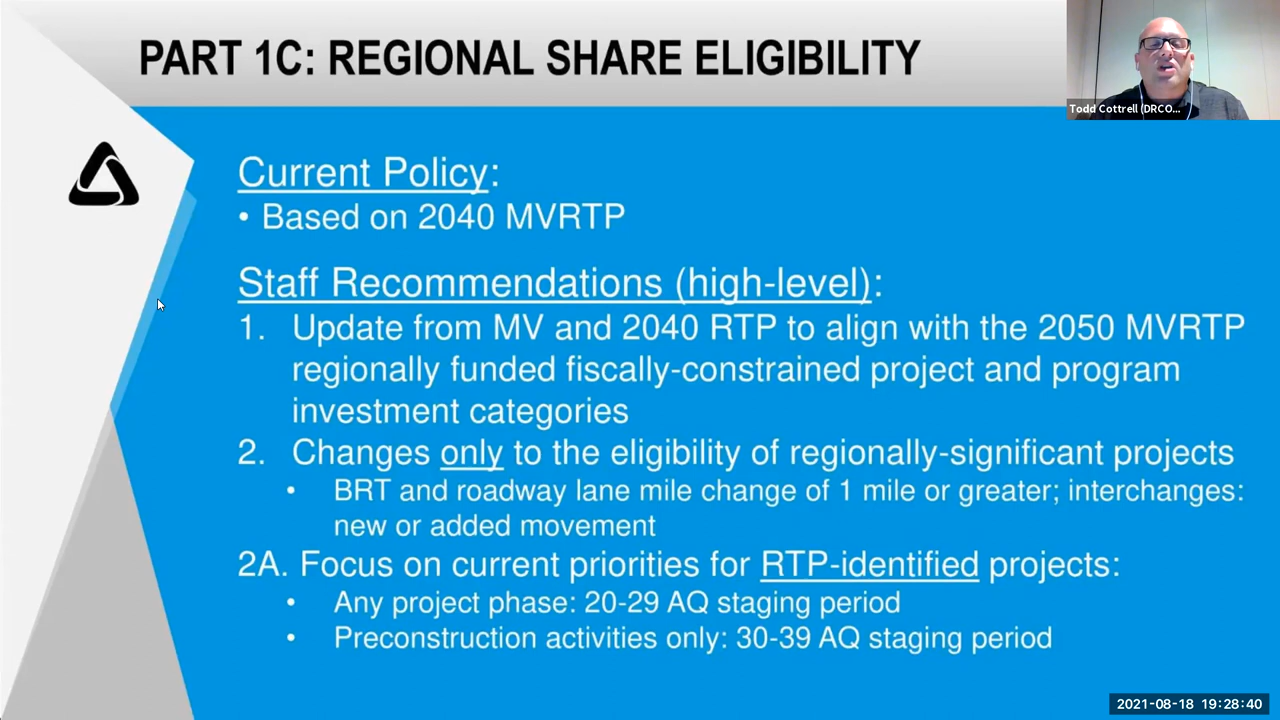 PART 1C: REGIONAL SHARE ELIGIBILITY
Todd Cottrell (DRCO...
Current Policy:
• Based on 2040 MVRTP
Staff Recommendations (high-level):
1. Update from MV and 2040 RTP to align with the 2050 MVRTP
regionally funded fiscally-constrained project and program
investment categories
2. Changes only to the eligibility of regionally-significant projects
• BRT and roadway lane mile change of 1 mile or greater; interchanges:
new or added movement
2A. Focus on current priorities for RTP-identified projects:
• Any project phase: 20-29 AQ staging period
• Preconstruction activities only: 30-39 AQ staging period
2021-08-18 19:28:40